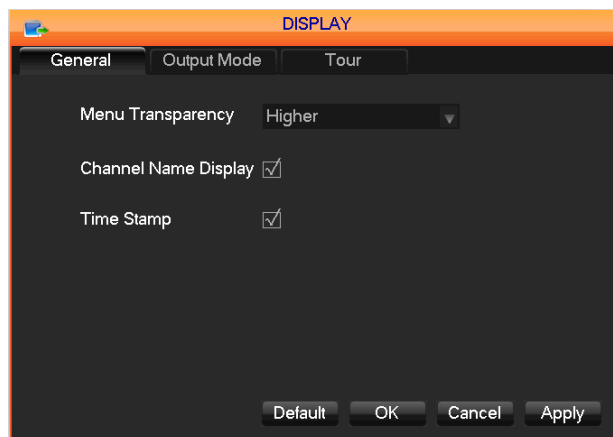 DISPLAY
General Output Mode Tour
Menu Transparency Higher
Channel Name Display
Time Stamp
Default OK Cancel Apply